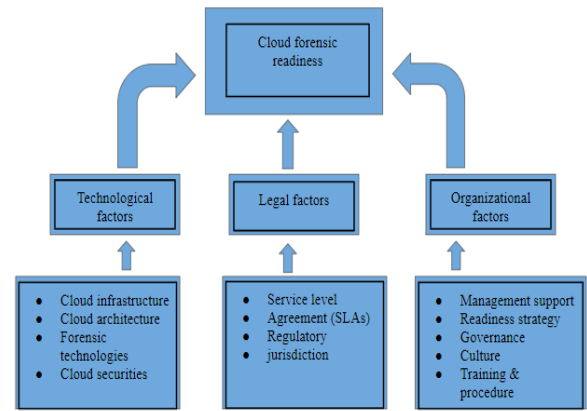 Cloud forensic
readiness
Technological
factors
Legal factors
Organizational
factors
● Cloud infrastructure
● Cloud architecture
● Forensic
technologies
● Cloud securities
● Service level
● Agreement (SLAs)
● Regulatory
● jurisdiction
● Management support
● Readiness strategy
● Governance
● Culture
● Training &
procedure